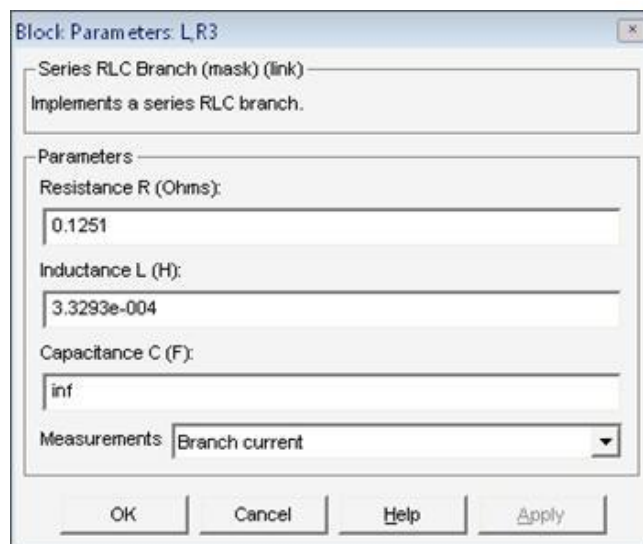 Block Parameters: L,R3
Series RLC Branch (mask) (link)
Implements a series RLC branch.
Parameters
Resistance R (Ohms):
0.1251
Inductance L (H):
3.3293e-004
Capacitance C (F):
inf
Measurements Branch current
OK Cancel Help Apply